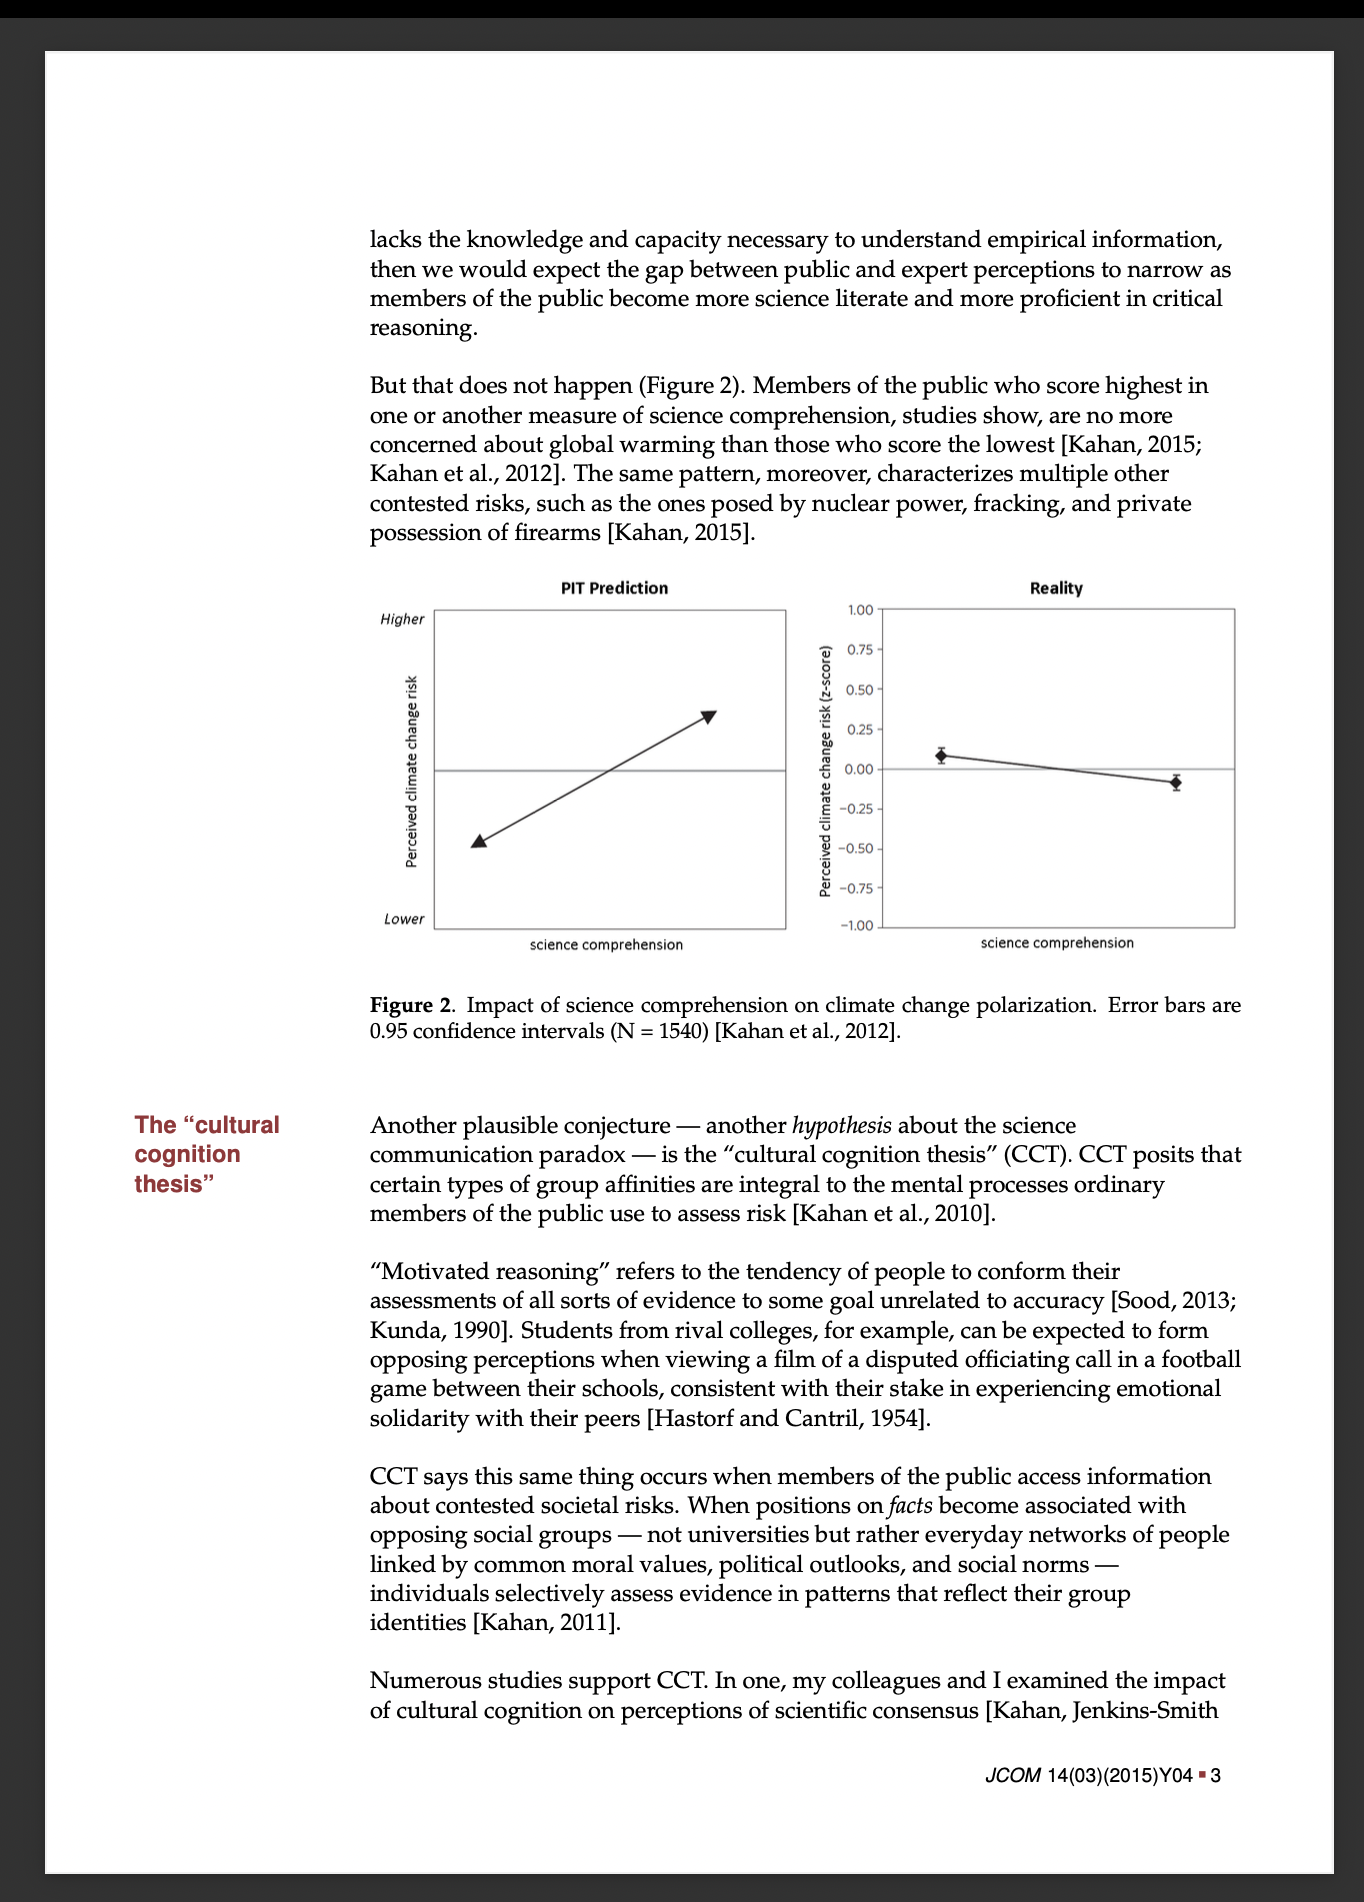 lacks the knowledge and capacity necessary to understand empirical information,
then we would expect the gap between public and expert perceptions to narrow as
members of the public become more science literate and more proficient in critical
reasoning.
But that does not happen (Figure 2). Members of the public who score highest in
one or another measure of science comprehension, studies show, are no more
concerned about global warming than those who score the lowest [Kahan, 2015;
Kahan et al., 2012]. The same pattern, moreover, characterizes multiple other
contested risks, such as the ones posed by nuclear power, fracking, and private
possession of firearms [Kahan, 2015].
PIT Prediction
Higher
Perceived climate change risk
Lower
science comprehension
Reality
Perceived climate change risk (z-score)
1.00
0.75
0.50
0.25
0.00
−0.25
−0.50
−0.75
−1.00
science comprehension
Figure 2. Impact of science comprehension on climate change polarization. Error bars are
0.95 confidence intervals (N = 1540) [Kahan et al., 2012].
The “cultural
cognition
thesis”
Another plausible conjecture — another hypothesis about the science
communication paradox — is the “cultural cognition thesis” (CCT). CCT posits that
certain types of group affinities are integral to the mental processes ordinary
members of the public use to assess risk [Kahan et al., 2010].
“Motivated reasoning” refers to the tendency of people to conform their
assessments of all sorts of evidence to some goal unrelated to accuracy [Sood, 2013;
Kunda, 1990]. Students from rival colleges, for example, can be expected to form
opposing perceptions when viewing a film of a disputed officiating call in a football
game between their schools, consistent with their stake in experiencing emotional
solidarity with their peers [Hastorf and Cantril, 1954].
CCT says this same thing occurs when members of the public access information
about contested societal risks. When positions on facts become associated with
opposing social groups — not universities but rather everyday networks of people
linked by common moral values, political outlooks, and social norms —
individuals selectively assess evidence in patterns that reflect their group
identities [Kahan, 2011].
Numerous studies support CCT. In one, my colleagues and I examined the impact
of cultural cognition on perceptions of scientific consensus [Kahan, Jenkins-Smith
JCOM 14(03)(2015)Y04 ▪ 3